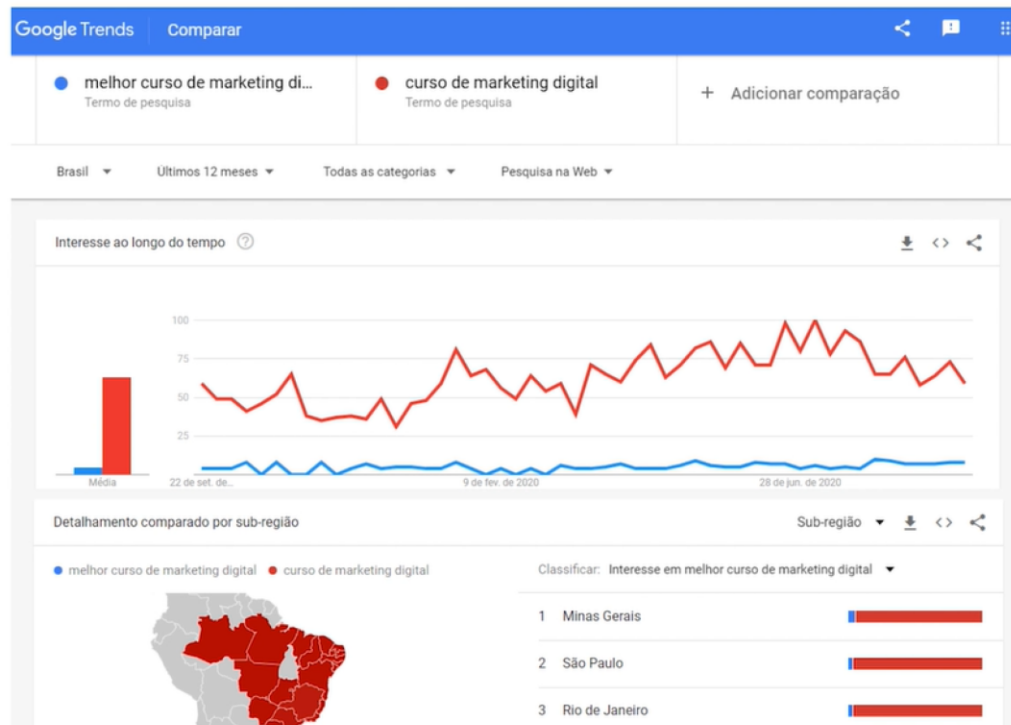 Google Trends Comparar
melhor curso de marketing di...
Termo de pesquisa
curso de marketing digital
Termo de pesquisa
+ Adicionar comparação
Brasil Últimos 12 meses Todas as categorias Pesquisa na Web
Interesse ao longo do tempo ?
100
75
50
25
Média
22 de set. de... 9 de fev. de 2020 28 de jun. de 2020
Detalhamento comparado por sub-região
Sub-região
melhor curso de marketing digital curso de marketing digital
Classificar: Interesse em melhor curso de marketing digital
1 Minas Gerais
2 São Paulo
3 Rio de Janeiro